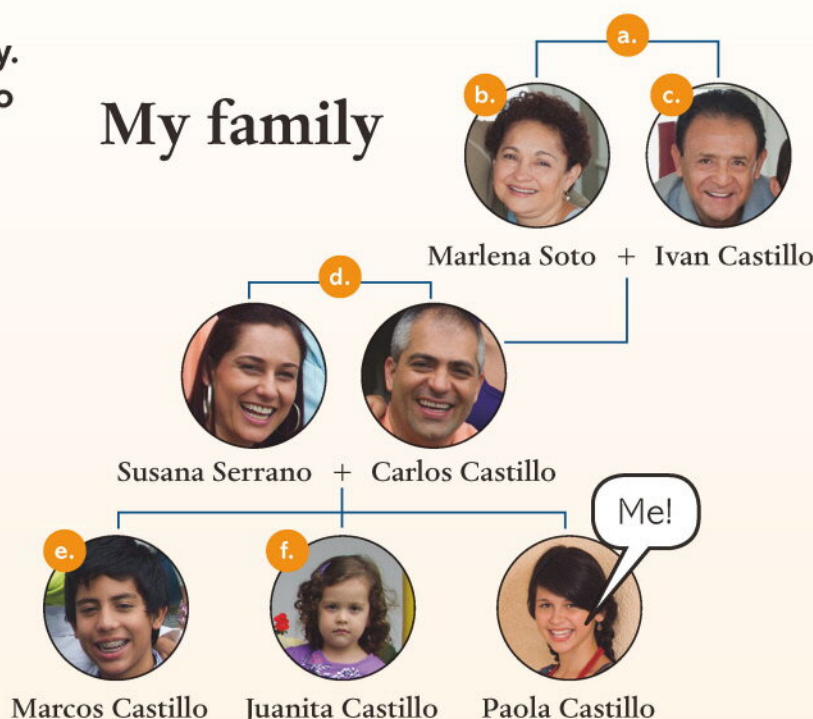 y.
o
My family
a.
b.
c.
Marlena Soto + Ivan Castillo
d.
Susana Serrano + Carlos Castillo
Me!
e.
f.
Marcos Castillo Juanita Castillo Paola Castillo